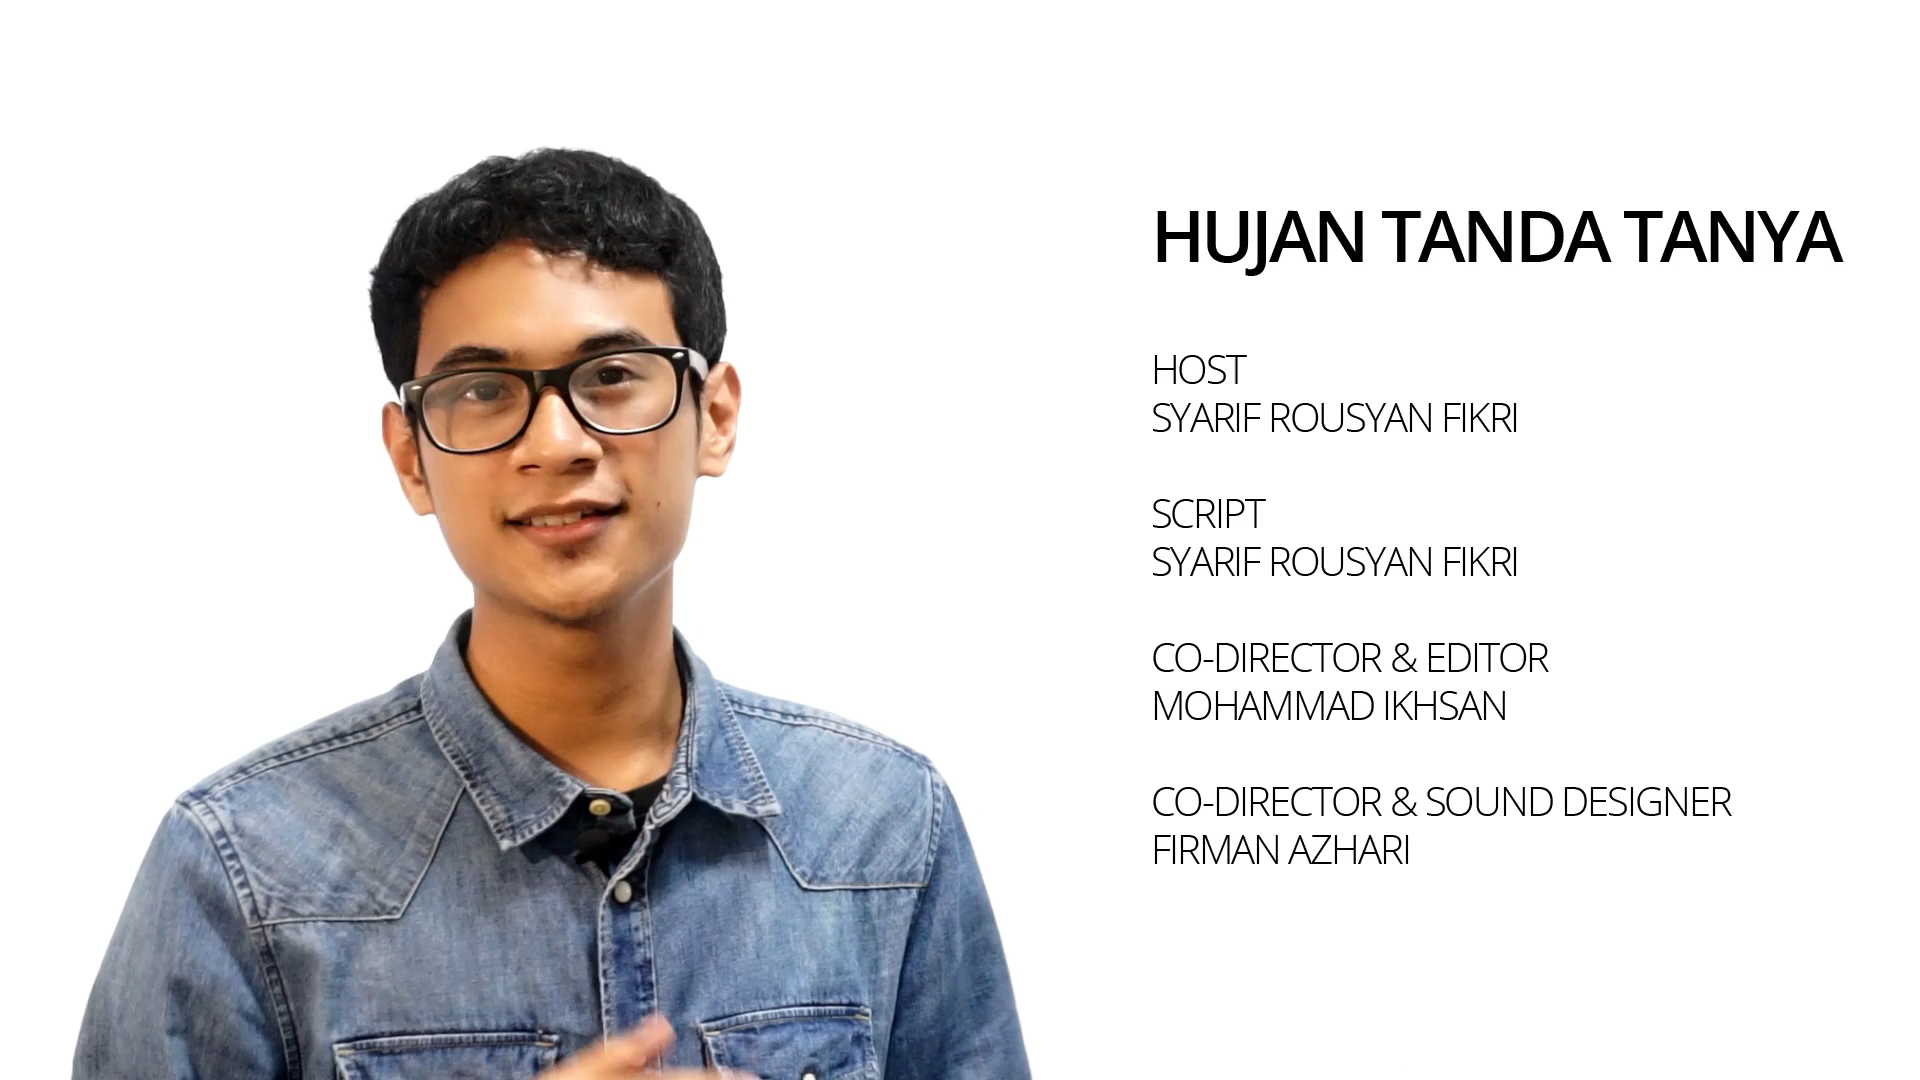 HUJAN TANDA TANYA
HOST
SYARIF ROUSYAN FIKRI
SCRIPT
SYARIF ROUSYAN FIKRI
CO-DIRECTOR & EDITOR
MOHAMMAD IKHSAN
CO-DIRECTOR & SOUND DESIGNER
FIRMAN AZHARI